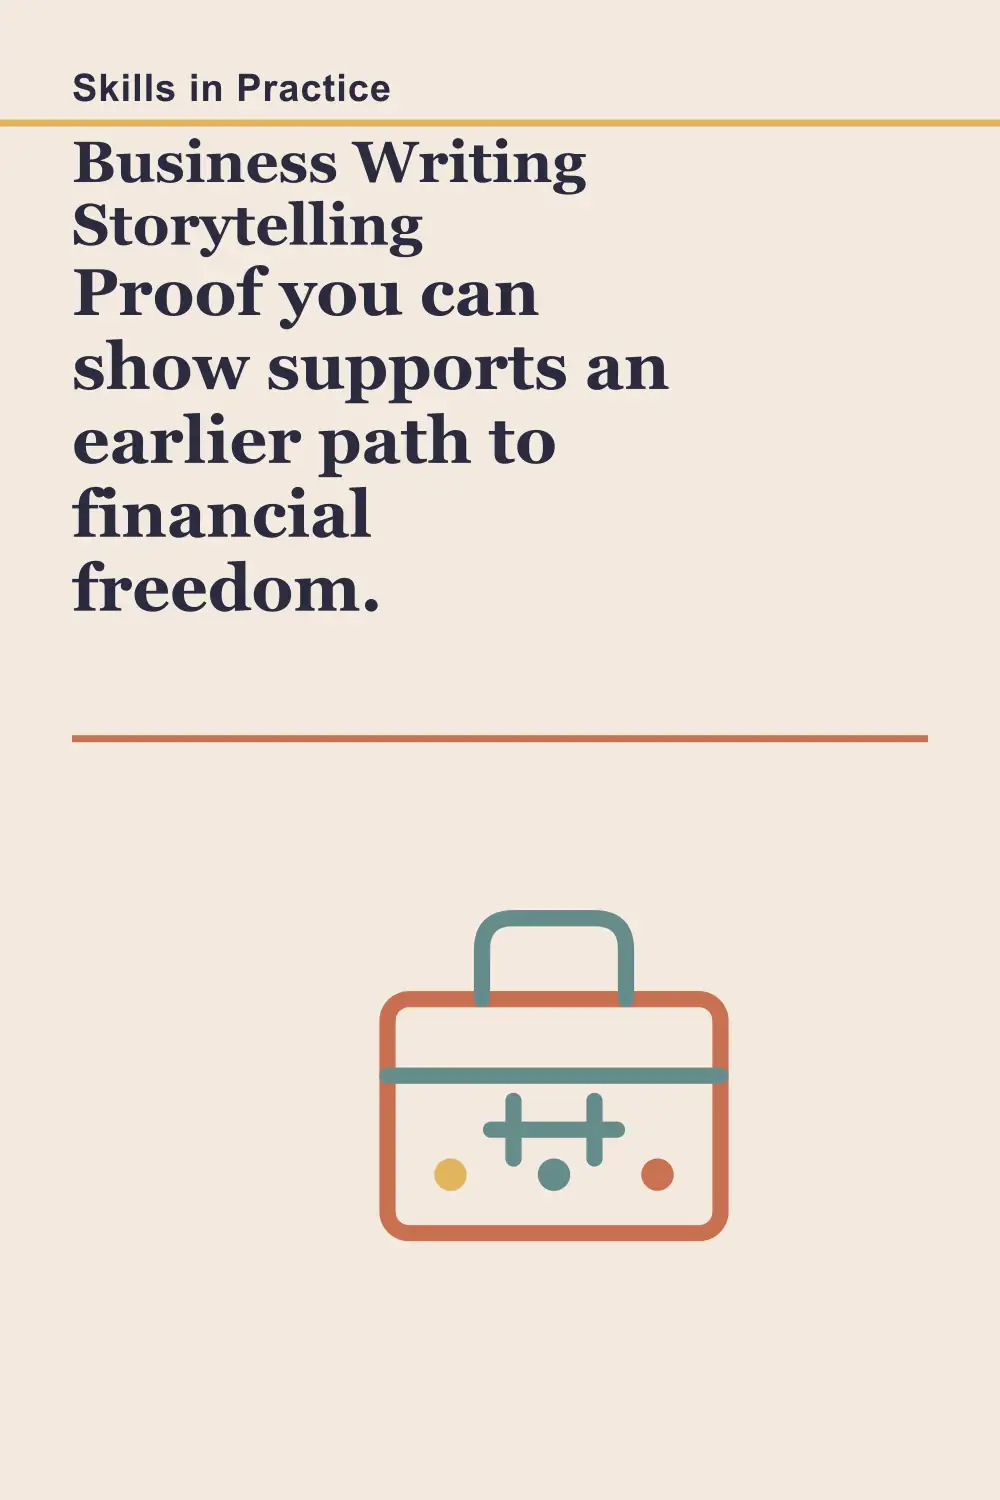 Skills in Practice
Business Writing
Storytelling
Proof you can
show supports an
earlier path to
financial
freedom.